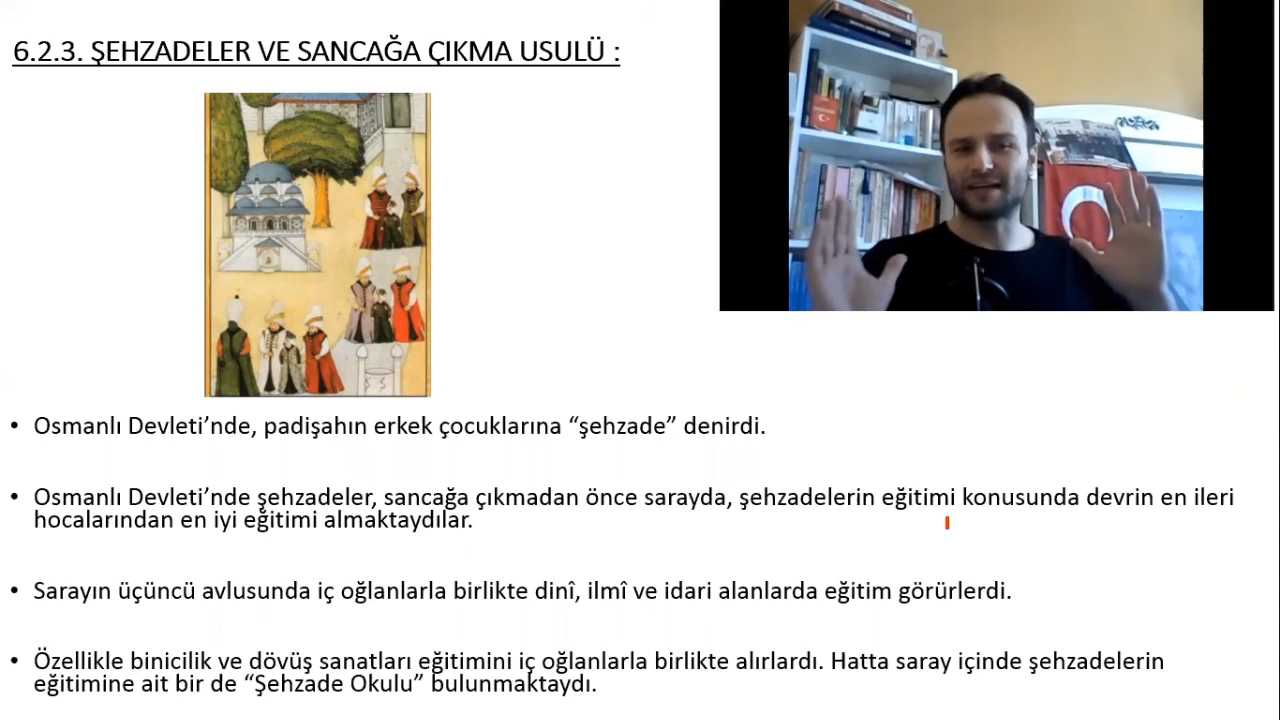 6.2.3. ŞEHZADELER VE SANCAĞA ÇIKMA USULÜ :
• Osmanlı Devleti’nde, padişahın erkek çocuklarına “şehzade” denirdi.
• Osmanlı Devleti’nde şehzadeler, sancağa çıkmadan önce sarayda, şehzadelerin eğitimi konusunda devrin en ileri
hocalarından en iyi eğitimi almaktaydılar.
• Sarayın üçüncü avlusunda iç oğlanlarla birlikte dinî, ilmî ve idari alanlarda eğitim görürlerdi.
• Özellikle binicilik ve dövüş sanatları eğitimini iç oğlanlarla birlikte alırlardı. Hatta saray içinde şehzadelerin
eğitimine ait bir de “Şehzade Okulu” bulunmaktaydı.